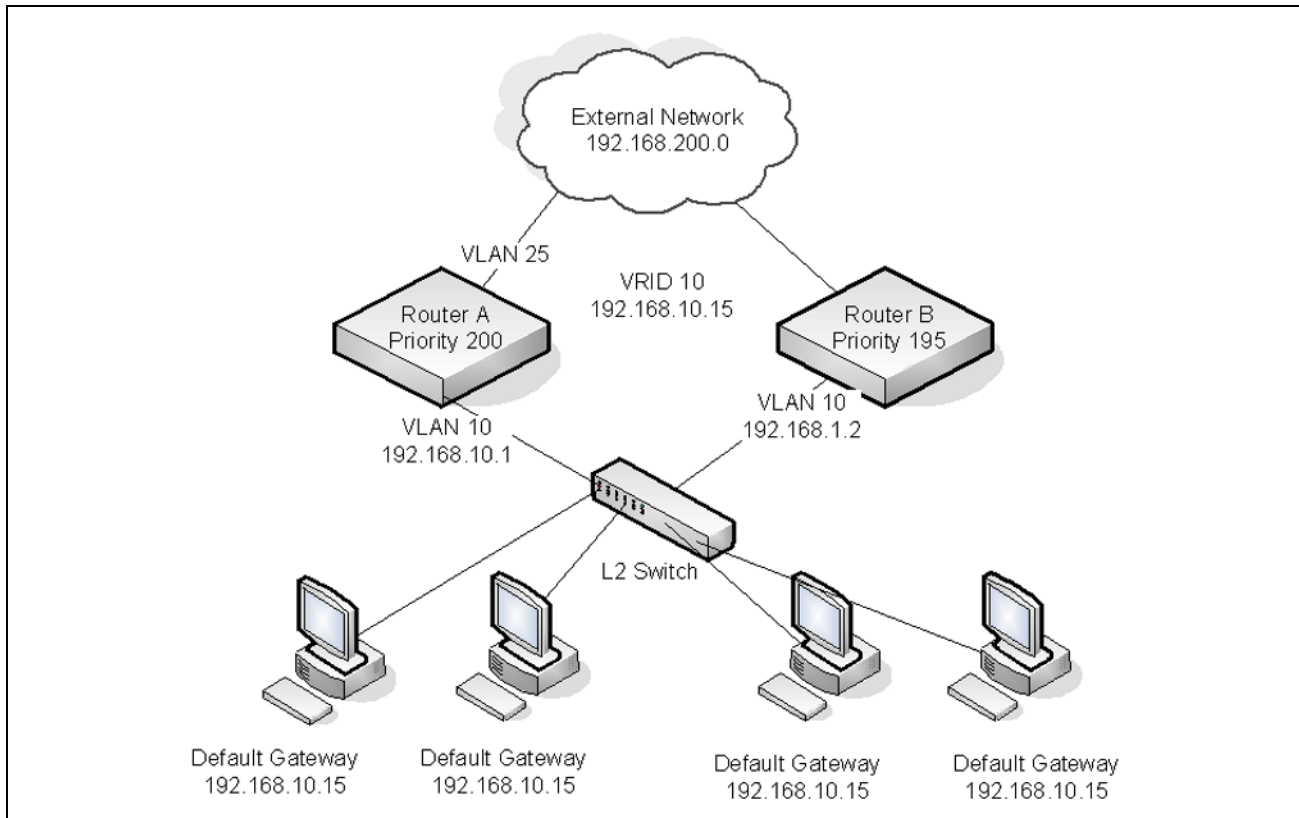 External Network
192.168.200.0
VLAN 25
VRID 10
192.168.10.15
Router A
Priority 200
Router B
Priority 195
VLAN 10
192.168.10.1
VLAN 10
192.168.1.2
L2 Switch
Default Gateway
192.168.10.15
Default Gateway
192.168.10.15
Default Gateway
192.168.10.15
Default Gateway
192.168.10.15